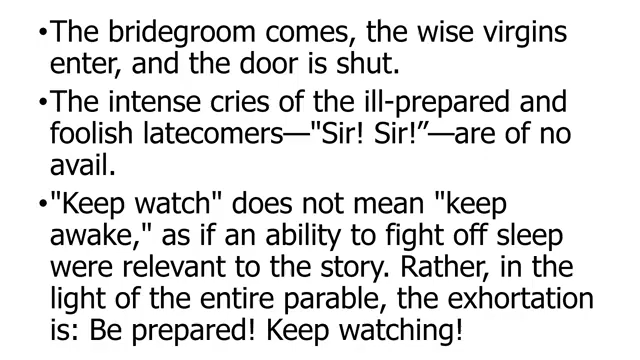 •The bridegroom comes, the wise virgins
enter, and the door is shut.
•The intense cries of the ill-prepared and
foolish latecomers—"Sir! Sir!”—are of no
avail.
•"Keep watch" does not mean "keep
awake," as if an ability to fight off sleep
were relevant to the story. Rather, in the
light of the entire parable, the exhortation
is: Be prepared! Keep watching!